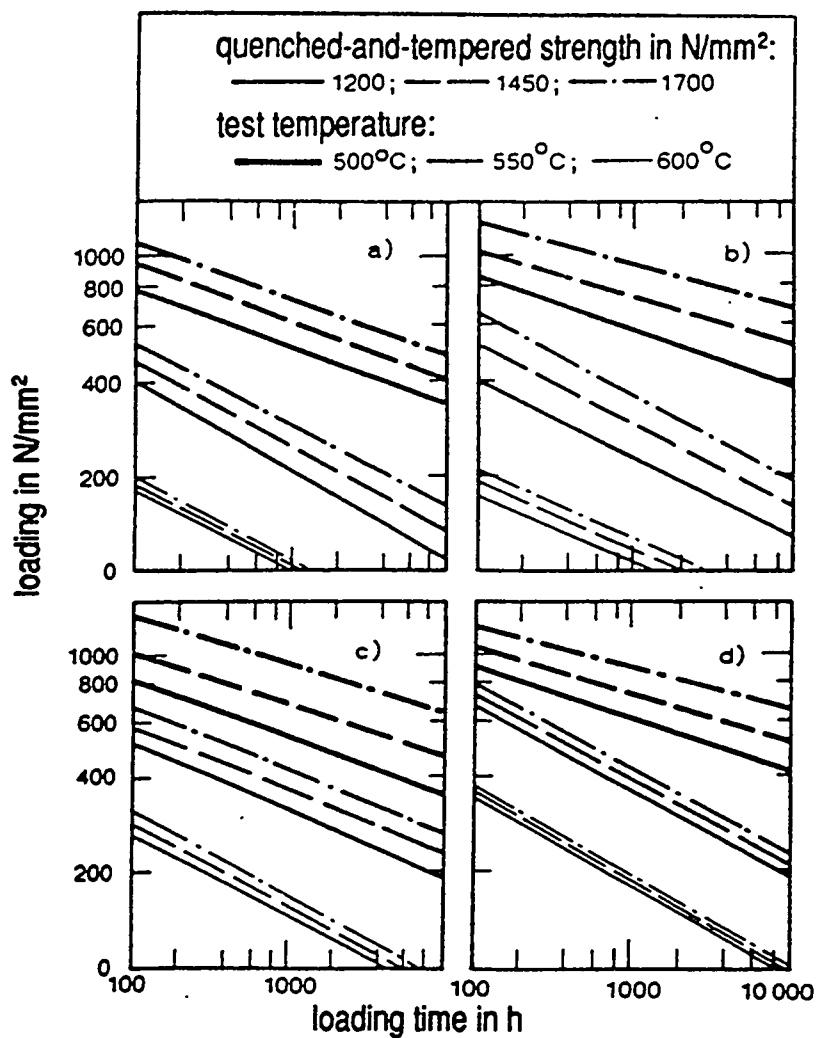 quenched-and-tempered strength in N/mm²:
1200; 1450; 1700
test temperature:
500°C; 550°C; 600°C
a)
b)
1000
800
600
400
200
0
c)
d)
1000
800
600
400
200
0
100
1000
100
1000
10 000
loading in N/mm²
loading time in h